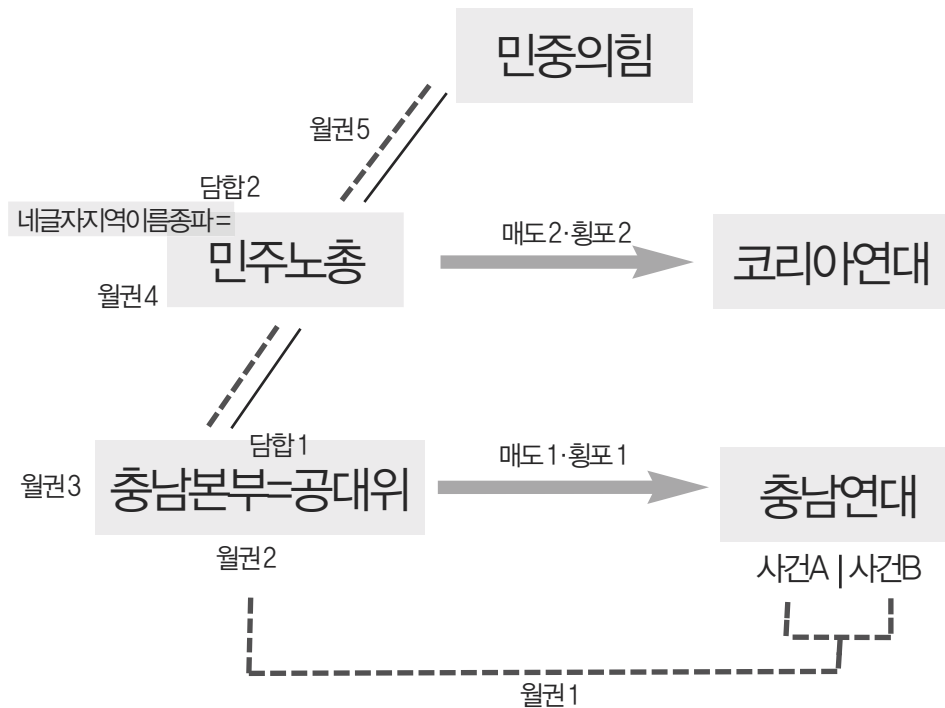 민중의힘
월권5
담합2
네글자지역이름종파=
민주노총
매도2·횡포2
코리아연대
월권4
담합1
매도1·횡포1
월권3
충남본부=공대위
충남연대
월권2
사건A | 사건B
월권1